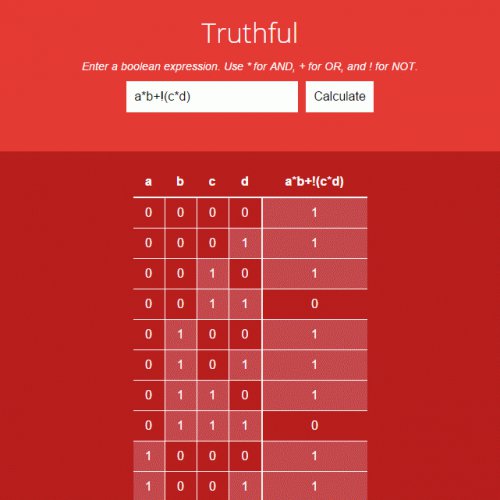 Truthful
Enter a boolean expression. Use * for AND, + for OR, and ! for NOT.
a*b+!(c*d) Calculate
a b c d a*b+!(c*d)
0 0 0 0 1
0 0 0 1 1
0 0 1 0 1
0 0 1 1 0
0 1 0 0 1
0 1 0 1 1
0 1 1 0 1
0 1 1 1 0
1 0 0 0 1
1 0 0 1 1